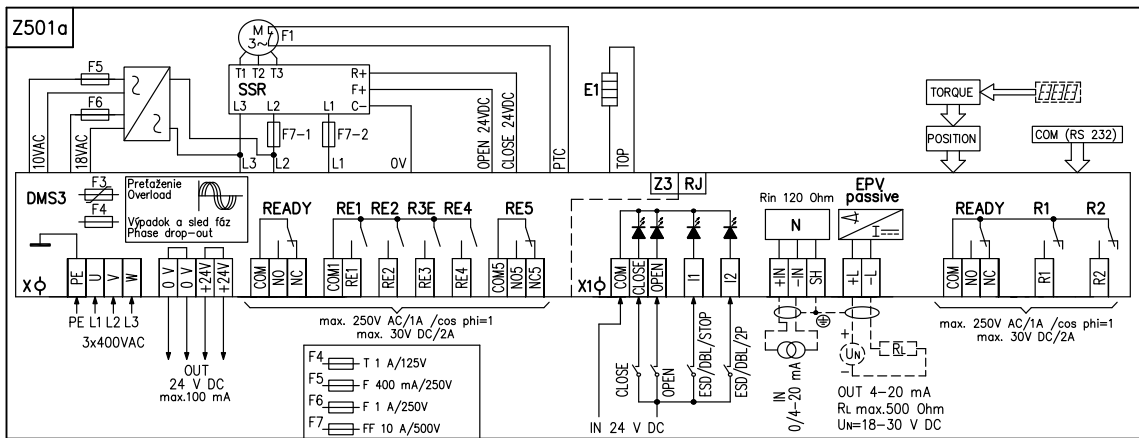 Z501a
F5
F6
10VAC
18VAC
M
3~
F1
T1 T2 T3
SSR
R+
F+
C−
L3 L2 L1
F7-1
F7-2
L3 L2 L1
0V
OPEN 24VDC
CLOSE 24VDC
PTC
E1
TOP
TORQUE
POSITION
COM (RS 232)
DMS3
F3
F4
Preťaženie
Overload
Výpadok a sled fáz
Phase drop-out
READY
RE1 RE2 R3E RE4
RE5
Z3 RJ
Rin 120 Ohm
N
EPV
passive
READY
R1
R2
X
PE U V W
0 V
0 V
+24V
+24V
COM NO NC
COM1 RE1 RE2 RE3 RE4
COM5 NO5 NC5
X1
COM CLOSE OPEN
I1
I2
+IN −IN SH
+L −L
COM NO NC
R1
R2
PE L1 L2 L3
3x400VAC
OUT
24 V DC
max.100 mA
max. 250V AC/1A /cos phi=1
max. 30V DC/2A
F4 T 1 A/125V
F5 F 400 mA/250V
F6 F 1 A/250V
F7 FF 10 A/500V
IN 24 V DC
CLOSE
OPEN
ESD/DBL/STOP
ESD/DBL/2P
IN
0/4-20 mA
+
UN
−
RL
OUT 4-20 mA
RL max.500 Ohm
UN=18-30 V DC
max. 250V AC/1A /cos phi=1
max. 30V DC/2A